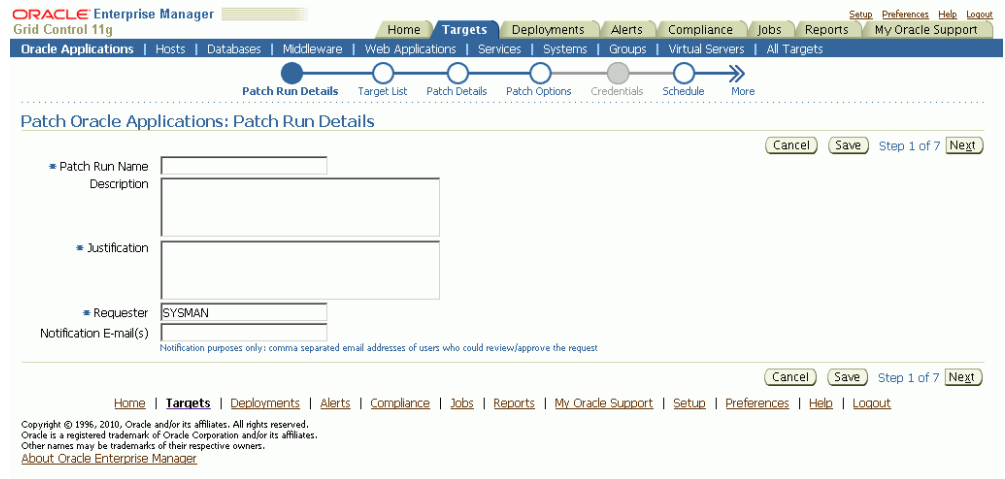 ORACLE Enterprise Manager
Grid Control 11g
Setup Preferences Help Logout
Home Targets Deployments Alerts Compliance Jobs Reports My Oracle Support
Oracle Applications | Hosts | Databases | Middleware | Web Applications | Services | Systems | Groups | Virtual Servers | All Targets
Patch Run Details Target List Patch Details Patch Options Credentials Schedule More
Patch Oracle Applications: Patch Run Details
Cancel Save Step 1 of 7 Next
* Patch Run Name
Description
* Justification
* Requester SYSMAN
Notification E-mail(s)
Notification purposes only: comma separated email addresses of users who could review/approve the request
Cancel Save Step 1 of 7 Next
Home | Targets | Deployments | Alerts | Compliance | Jobs | Reports | My Oracle Support | Setup | Preferences | Help | Logout
Copyright © 1996, 2010, Oracle and/or its affiliates. All rights reserved.
Oracle is a registered trademark of Oracle Corporation and/or its affiliates.
Other names may be trademarks of their respective owners.
About Oracle Enterprise Manager